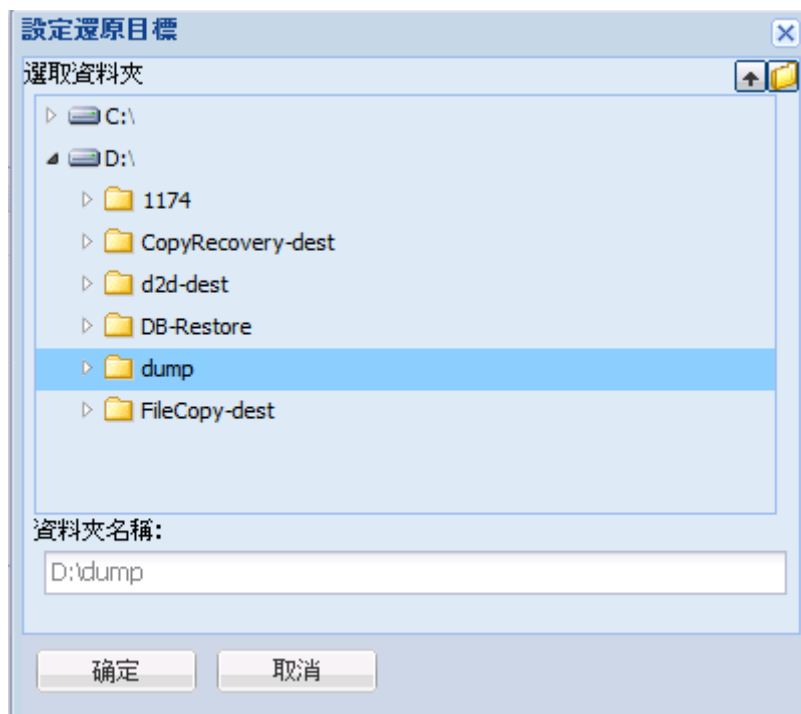 設定還原目標
選取資料夾
C:\
D:\
1174
CopyRecovery-dest
d2d-dest
DB-Restore
dump
FileCopy-dest
資料夾名稱:
D:\dump
确定
取消